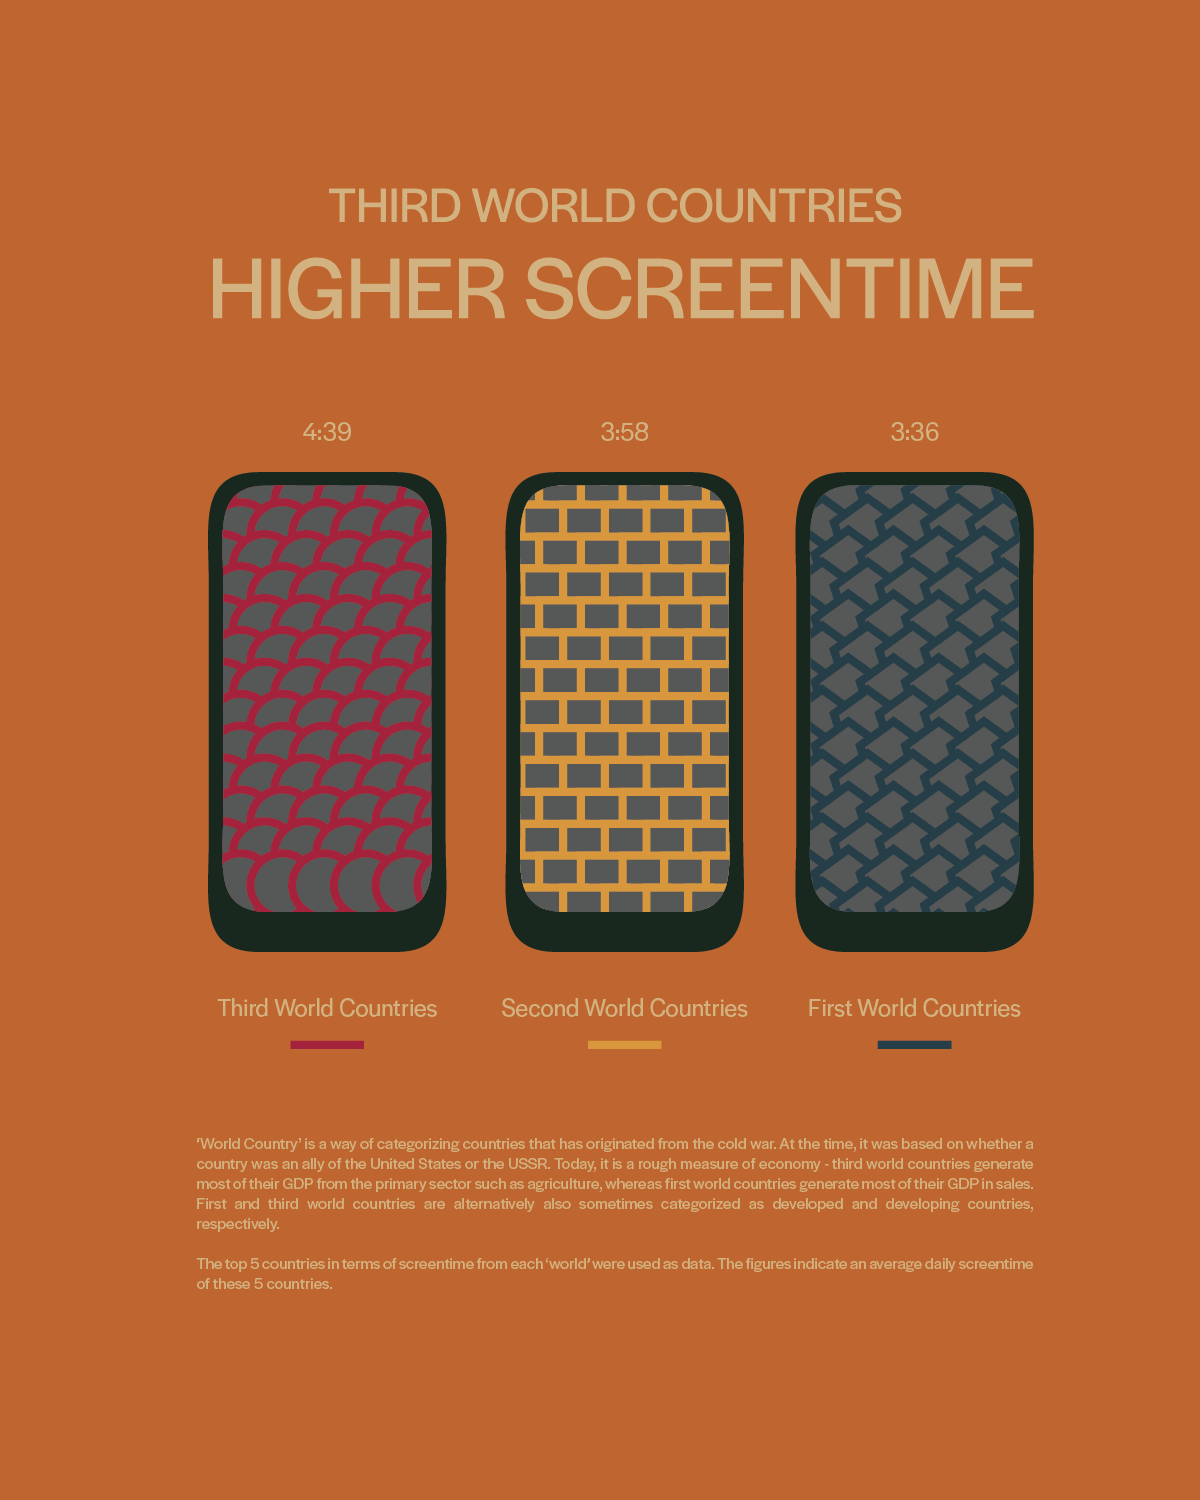 THIRD WORLD COUNTRIES
HIGHER SCREENTIME
4:39
3:58
3:36
Third World Countries
Second World Countries
First World Countries
‘World Country’ is a way of categorizing countries that has originated from the cold war. At the time, it was based on whether a
country was an ally of the United States or the USSR. Today, it is a rough measure of economy - third world countries generate
most of their GDP from the primary sector such as agriculture, whereas first world countries generate most of their GDP in sales.
First and third world countries are alternatively also sometimes categorized as developed and developing countries,
respectively.
The top 5 countries in terms of screentime from each ‘world’ were used as data. The figures indicate an average daily screentime
of these 5 countries.